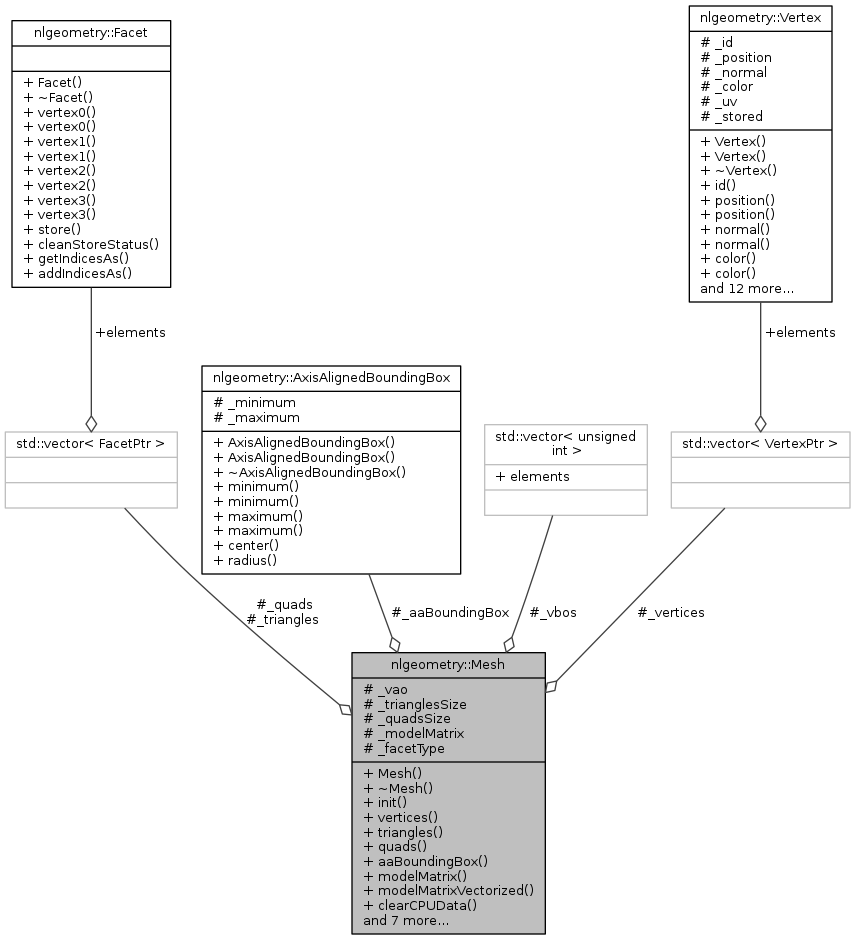 nlgeometry::Facet
+ Facet()
+ ~Facet()
+ vertex0()
+ vertex0()
+ vertex1()
+ vertex1()
+ vertex2()
+ vertex2()
+ vertex3()
+ vertex3()
+ store()
+ cleanStoreStatus()
+ getIndicesAs()
+ addIndicesAs()
nlgeometry::Vertex
# _id
# _position
# _normal
# _color
# _uv
# _stored
+ Vertex()
+ Vertex()
+ ~Vertex()
+ id()
+ position()
+ position()
+ normal()
+ normal()
+ color()
+ color()
and 12 more...
+elements
+elements
std::vector< FacetPtr >
nlgeometry::AxisAlignedBoundingBox
# _minimum
# _maximum
+ AxisAlignedBoundingBox()
+ AxisAlignedBoundingBox()
+ ~AxisAlignedBoundingBox()
+ minimum()
+ minimum()
+ maximum()
+ maximum()
+ center()
+ radius()
std::vector< unsigned
int >
+ elements
std::vector< VertexPtr >
#_quads
#_triangles
#_aaBoundingBox
#_vbos
#_vertices
nlgeometry::Mesh
# _vao
# _trianglesSize
# _quadsSize
# _modelMatrix
# _facetType
+ Mesh()
+ ~Mesh()
+ init()
+ vertices()
+ triangles()
+ quads()
+ aaBoundingBox()
+ modelMatrix()
+ modelMatrixVectorized()
+ clearCPUData()
and 7 more...